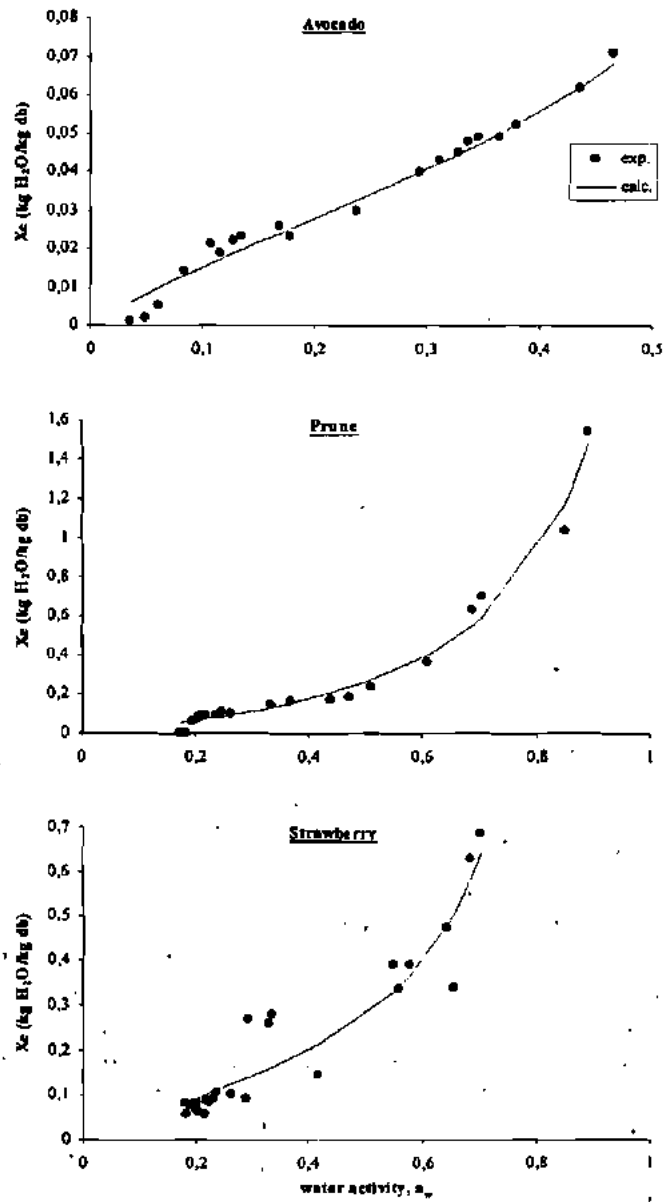 Avocado
0,08
0,07
0,06
0,05
0,04
0,03
0,02
0,01
0
Xe (kg H₂O/kg db)
exp.
calc.
0 0,1 0,2 0,3 0,4 0,5
Prune
1,6
1,4
1,2
1
0,8
0,6
0,4
0,2
0
Xe (kg H₂O/kg db)
0 0,2 0,4 0,6 0,8 1
Strawberry
0,7
0,6
0,5
0,4
0,3
0,2
0,1
0
Xe (kg H₂O/kg db)
0 0,2 0,4 0,6 0,8 1
water activity, a_w